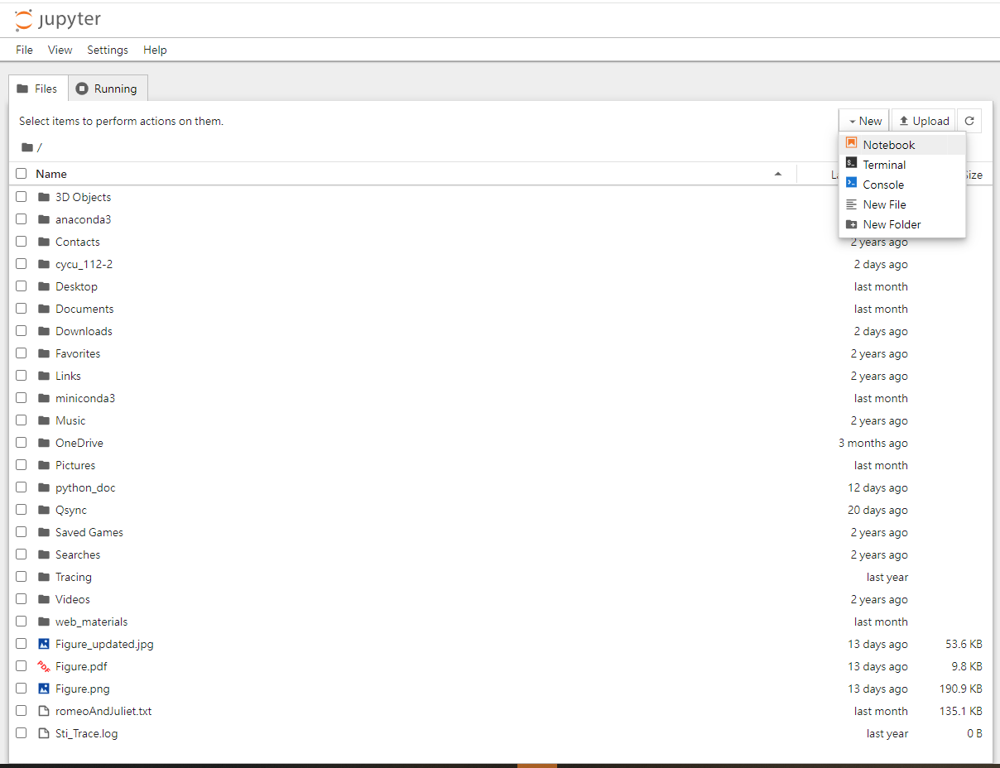 jupyter
File View Settings Help
Files Running
Select items to perform actions on them.
New Upload
/
Notebook
Terminal
Console
New File
New Folder
Name
3D Objects
anaconda3
Contacts 2 years ago
cycu_112-2 2 days ago
Desktop last month
Documents last month
Downloads 2 days ago
Favorites 2 years ago
Links 2 years ago
miniconda3 last month
Music 2 years ago
OneDrive 3 months ago
Pictures last month
python_doc 12 days ago
Qsync 20 days ago
Saved Games 2 years ago
Searches 2 years ago
Tracing last year
Videos 2 years ago
web_materials last month
Figure_updated.jpg 13 days ago 53.6 KB
Figure.pdf 13 days ago 9.8 KB
Figure.png 13 days ago 190.9 KB
romeoAndJuliet.txt last month 135.1 KB
Sti_Trace.log last year 0 B